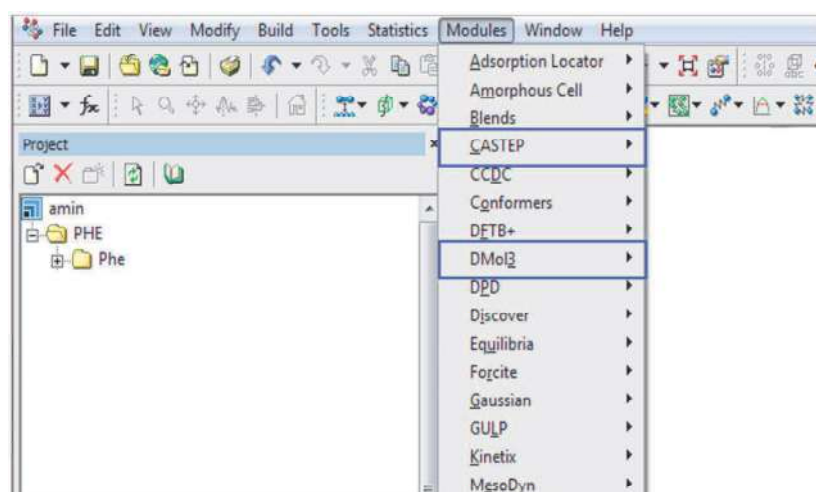 File Edit View Modify Build Tools Statistics Modules Window Help
Project
amin
PHE
Phe
Adsorption Locator
Amorphous Cell
Blends
CASTEP
CCDC
Conformers
DFTB+
DMol3
DPD
Discover
Equilibria
Forcite
Gaussian
GULP
Kinetix
MesoDyn